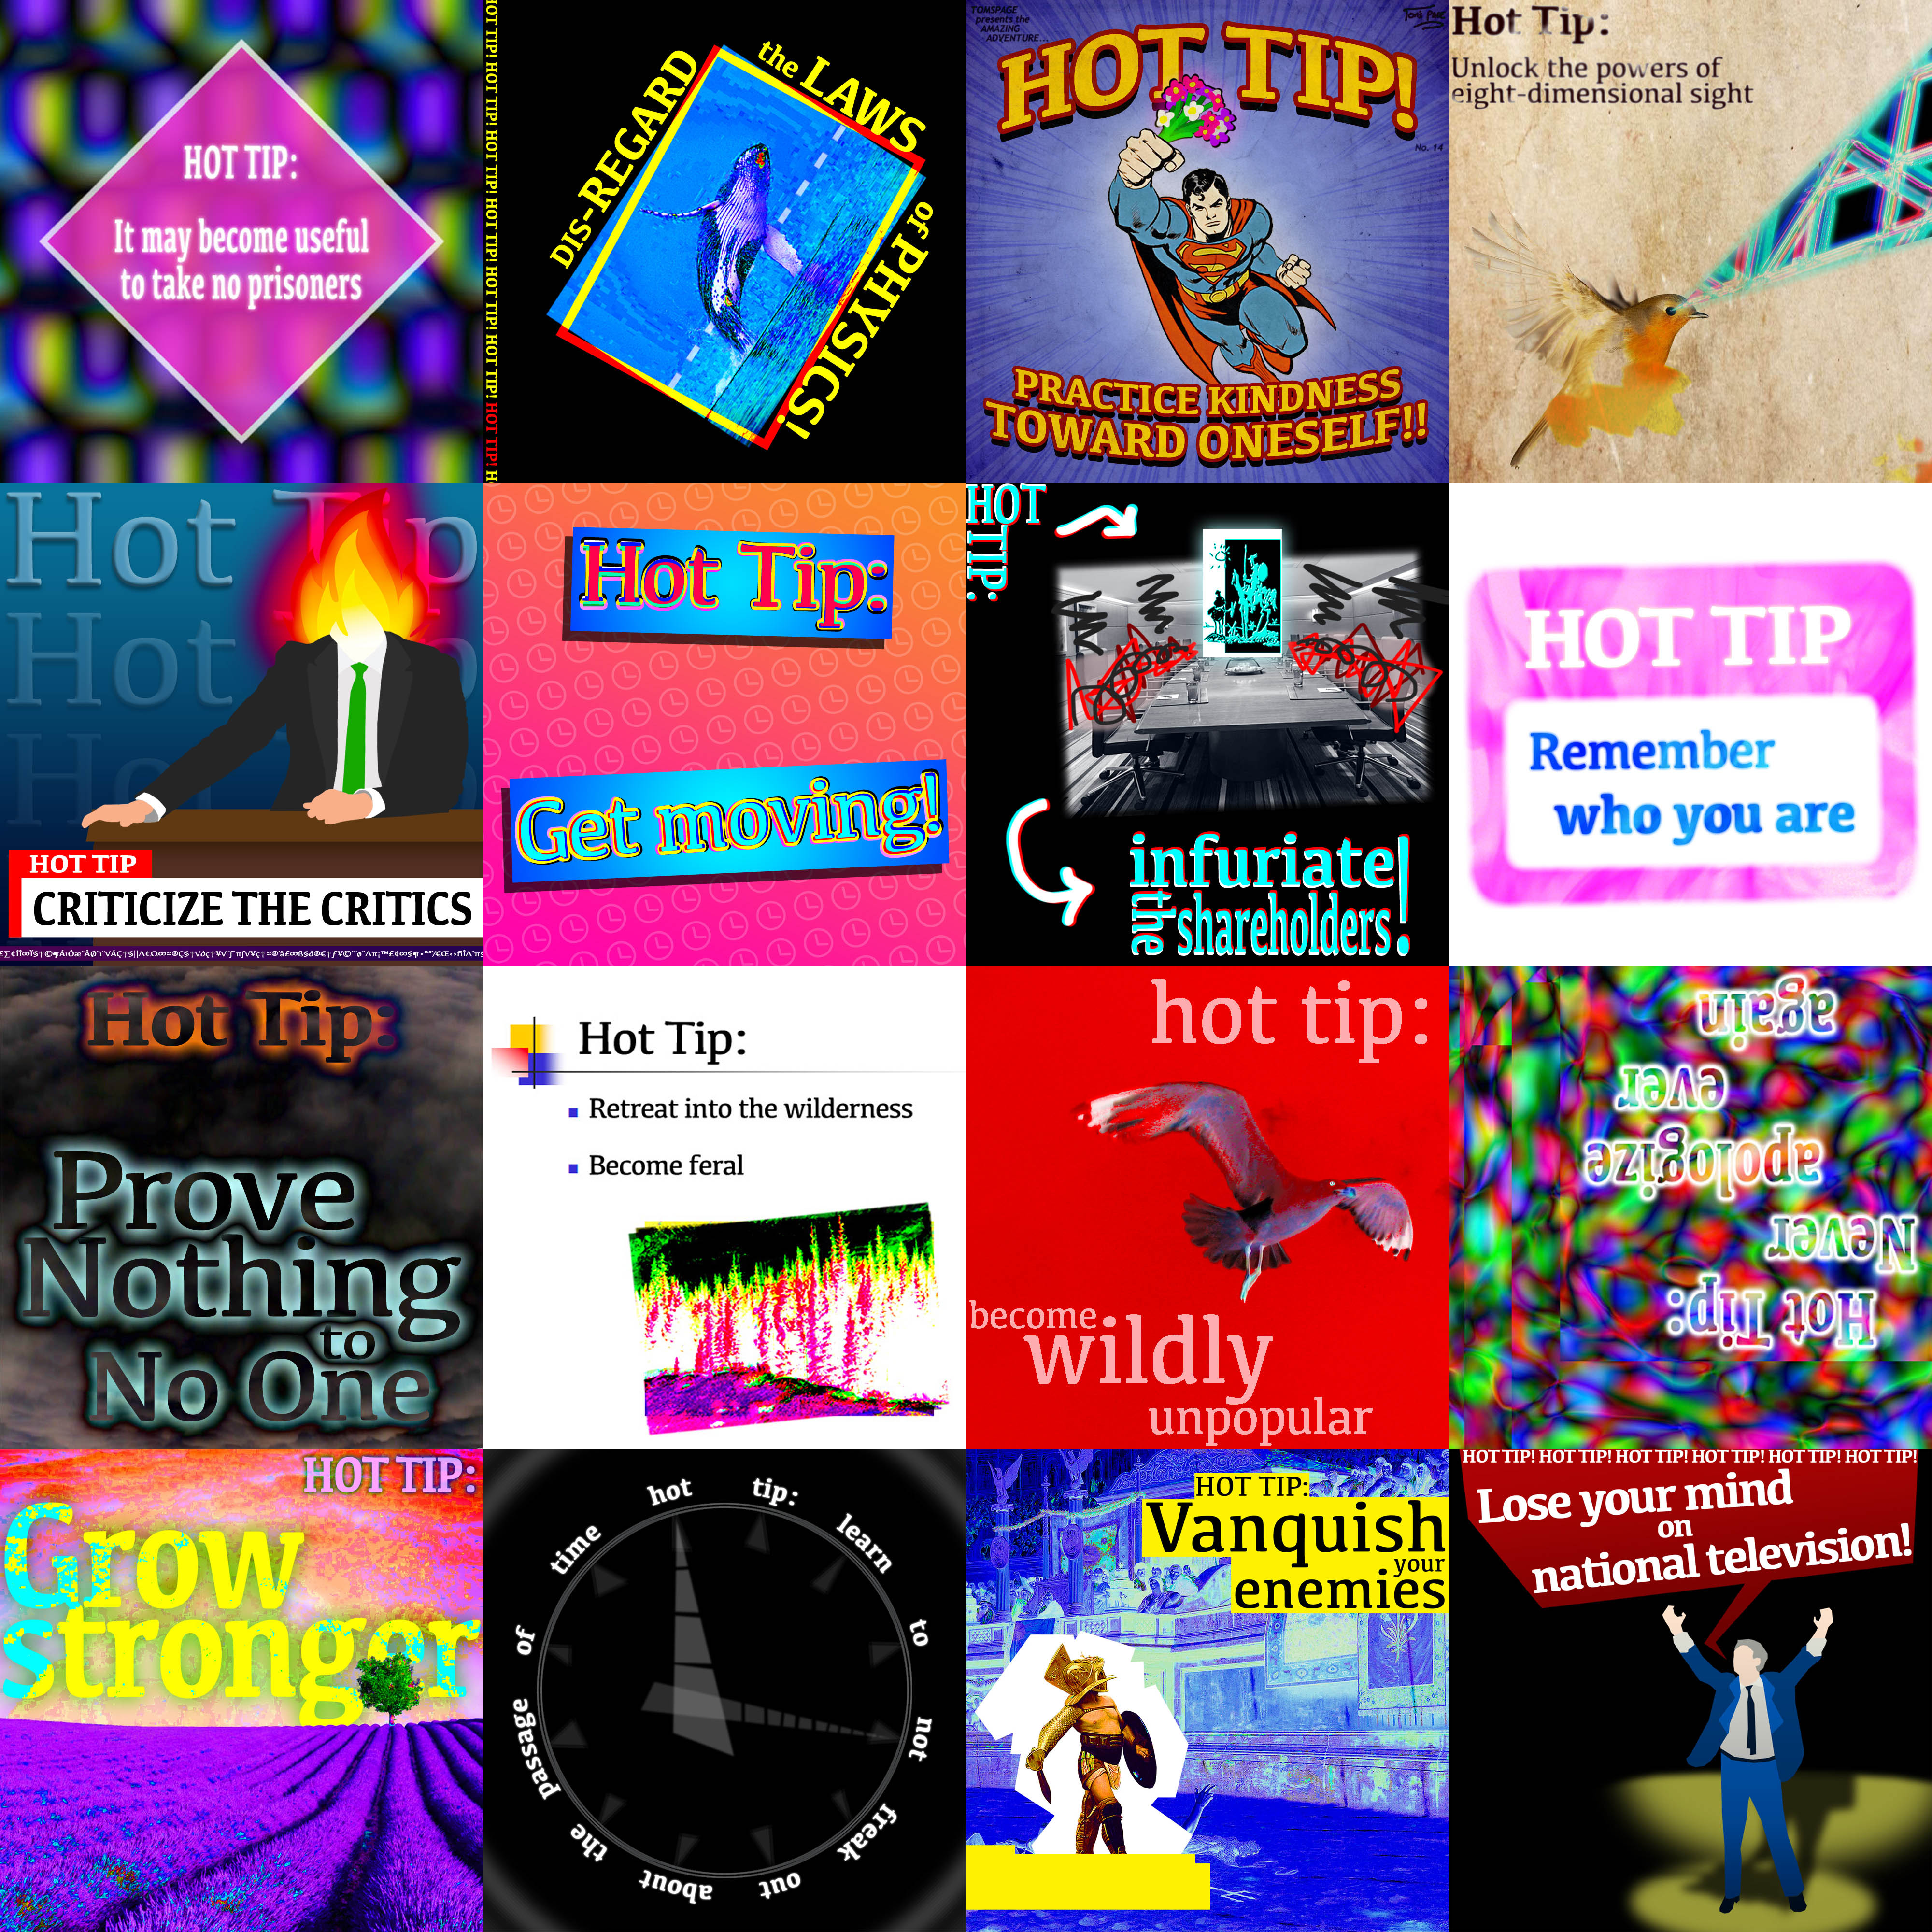 HOT TIP:
It may become useful
to take no prisoners
HOT TIP! HOT TIP! HOT TIP! HOT TIP! HOT TIP! HOT TIP! HOT TIP! HOT TIP!
DIS-REGARD
the LAWS
of PHYSICS!
TOMSPAGE
presents the
AMAZING
ADVENTURE...
HOT TIP!
No. 14
PRACTICE KINDNESS
TOWARD ONESELF!!
Hot Tip:
Unlock the powers of
eight-dimensional sight
Hot Tip
Hot
Ho
HOT TIP
CRITICIZE THE CRITICS
Hot Tip:
Get moving!
HOT
TIP:
infuriate
the shareholders!
HOT TIP
Remember
who you are
Hot Tip:
Prove
Nothing
to
No One
Hot Tip:
Retreat into the wilderness
Become feral
hot tip:
become
wildly
unpopular
Hot Tip:
Never
apologize
ever
again
HOT TIP:
Grow
stronger
hot tip: learn to not freak out about the passage of time
HOT TIP:
Vanquish
your
enemies
HOT TIP! HOT TIP! HOT TIP! HOT TIP! HOT TIP! HOT TIP!
Lose your mind
on
national television!